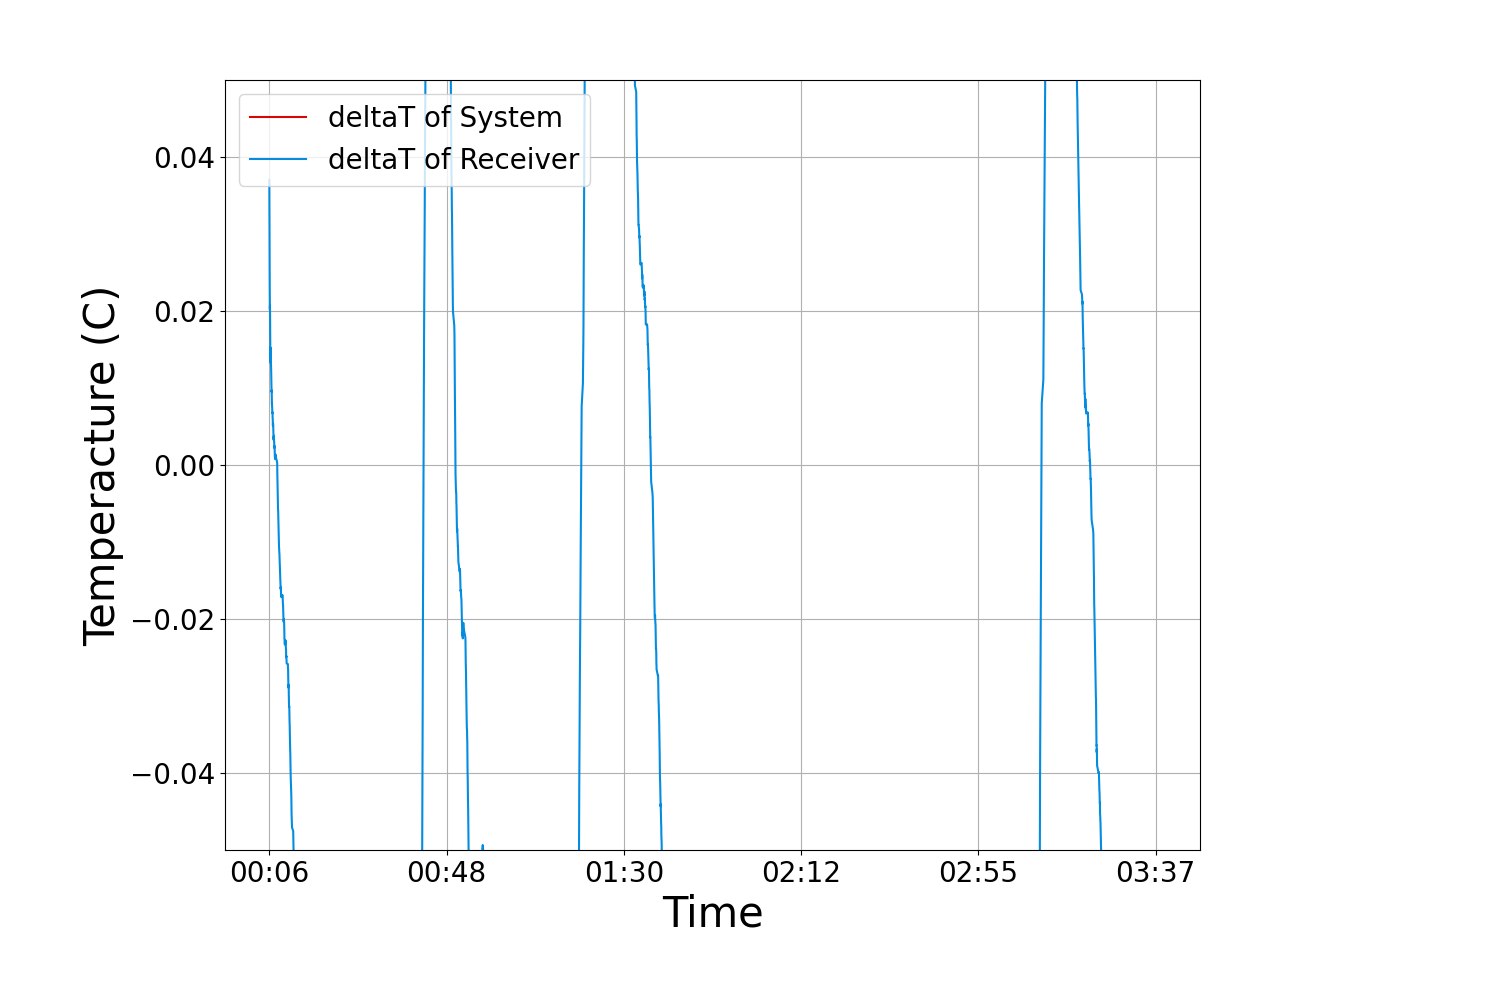 deltaT of System
deltaT of Receiver
Temperacture (C)
0.04
0.02
0.00
−0.02
−0.04
00:06
00:48
01:30
02:12
02:55
03:37
Time